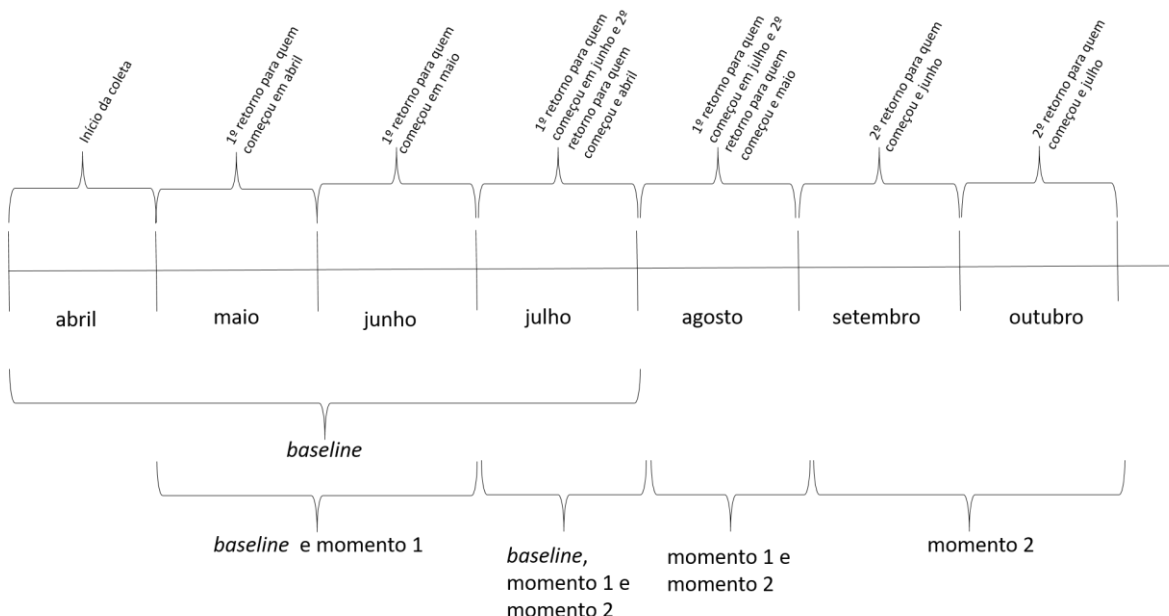 Início da coleta
1º retorno para quem
começou em abril
1º retorno para quem
começou em maio
1º retorno para quem
começou em junho e 2º
retorno para quem
começou e abril
1º retorno para quem
começou em julho e 2º
retorno para quem
começou e maio
2º retorno para quem
começou e junho
2º retorno para quem
começou e julho
abril
maio
junho
julho
agosto
setembro
outubro
baseline
baseline e momento 1
baseline,
momento 1 e
momento 2
momento 1 e
momento 2
momento 2